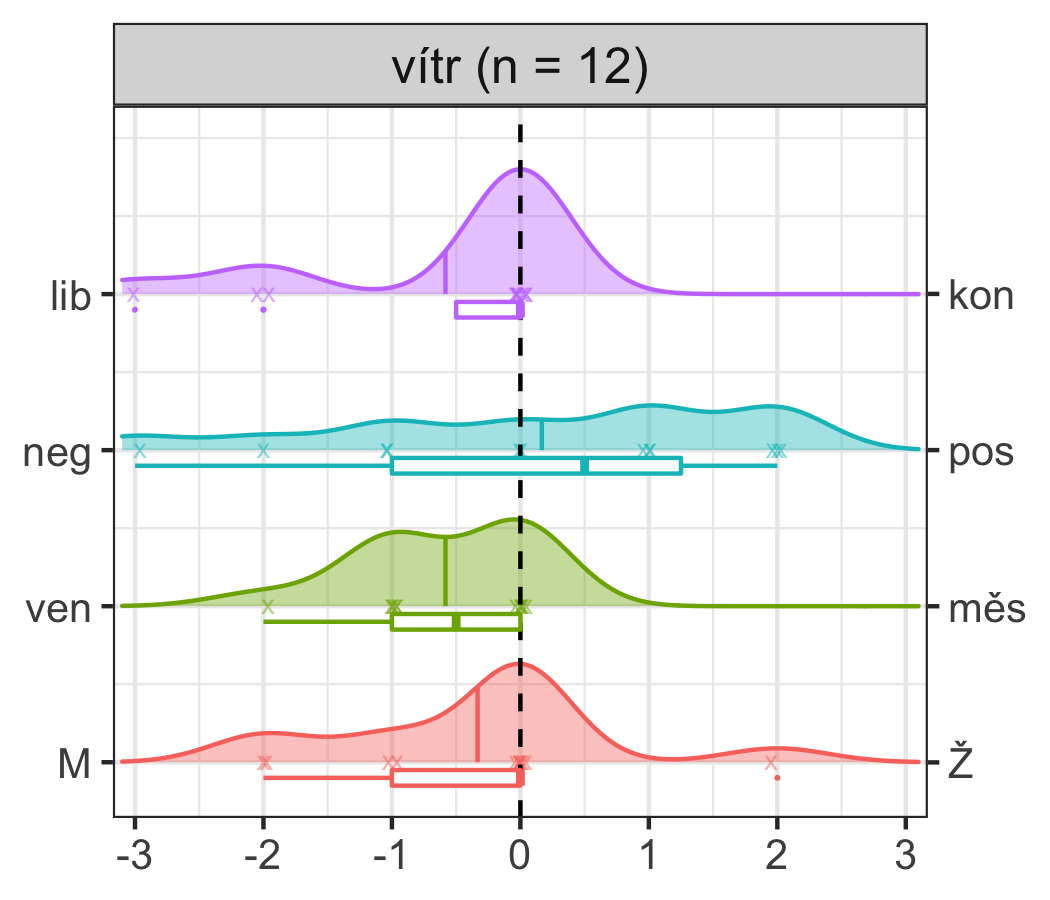 vítr (n = 12)
lib kon
neg pos
ven měs
M Ž
-3 -2 -1 0 1 2 3